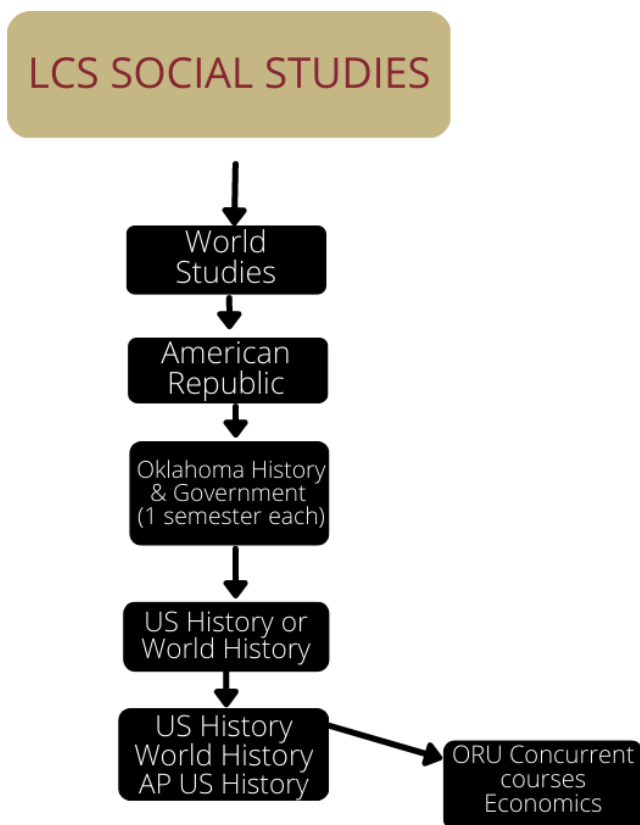 LCS SOCIAL STUDIES
World
Studies
American
Republic
Oklahoma History
& Government
(1 semester each)
US History or
World History
US History
World History
AP US History
ORU Concurrent
courses
Economics